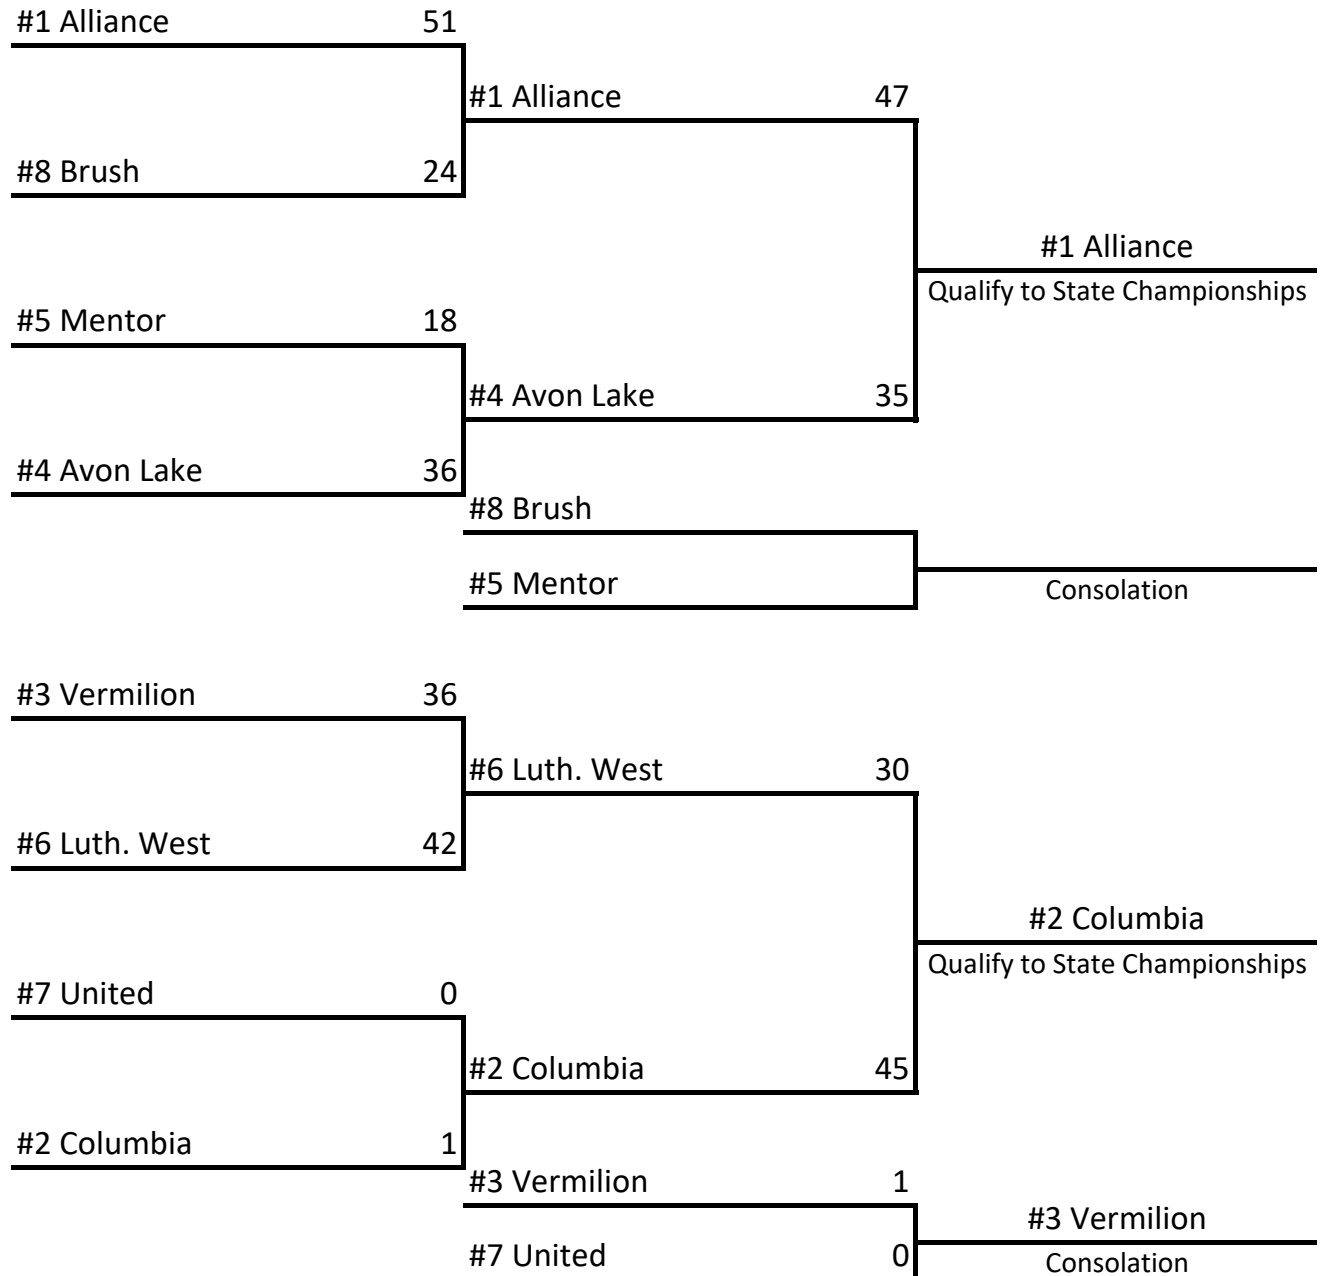 #1 Alliance 51
#1 Alliance 47
#8 Brush 24
#1 Alliance
Qualify to State Championships
#5 Mentor 18
#4 Avon Lake 35
#4 Avon Lake 36
#8 Brush
#5 Mentor
Consolation
#3 Vermilion 36
#6 Luth. West 30
#6 Luth. West 42
#2 Columbia
Qualify to State Championships
#7 United 0
#2 Columbia 45
#2 Columbia 1
#3 Vermilion 1
#3 Vermilion
#7 United 0
Consolation